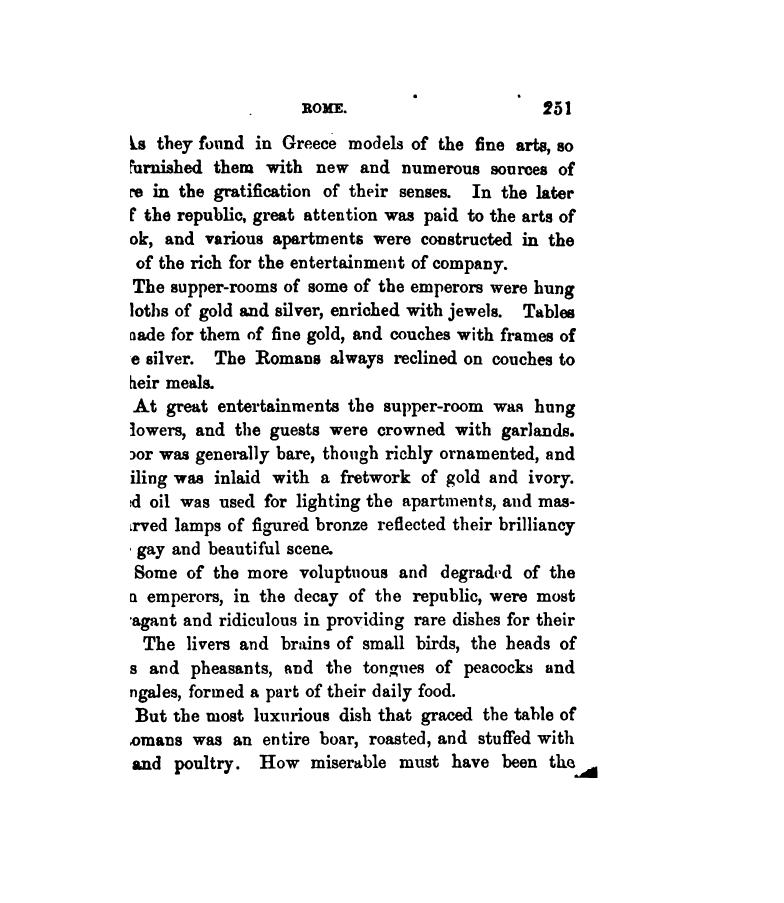 ROME. 251
As they found in Greece models of the fine arts, so
furnished them with new and numerous sources of
re in the gratification of their senses. In the later
f the republic, great attention was paid to the arts of
ok, and various apartments were constructed in the
of the rich for the entertainment of company.
The supper-rooms of some of the emperors were hung
loths of gold and silver, enriched with jewels. Tables
made for them of fine gold, and couches with frames of
e silver. The Romans always reclined on couches to
heir meals.
At great entertainments the supper-room was hung
lowers, and the guests were crowned with garlands.
oor was generally bare, though richly ornamented, and
iling was inlaid with a fretwork of gold and ivory.
d oil was used for lighting the apartments, and mas-
rved lamps of figured bronze reflected their brilliancy
gay and beautiful scene.
Some of the more voluptuous and degraded of the
n emperors, in the decay of the republic, were most
agant and ridiculous in providing rare dishes for their
The livers and brains of small birds, the heads of
s and pheasants, and the tongues of peacocks and
ngales, formed a part of their daily food.
But the most luxurious dish that graced the table of
omans was an entire boar, roasted, and stuffed with
and poultry. How miserable must have been the